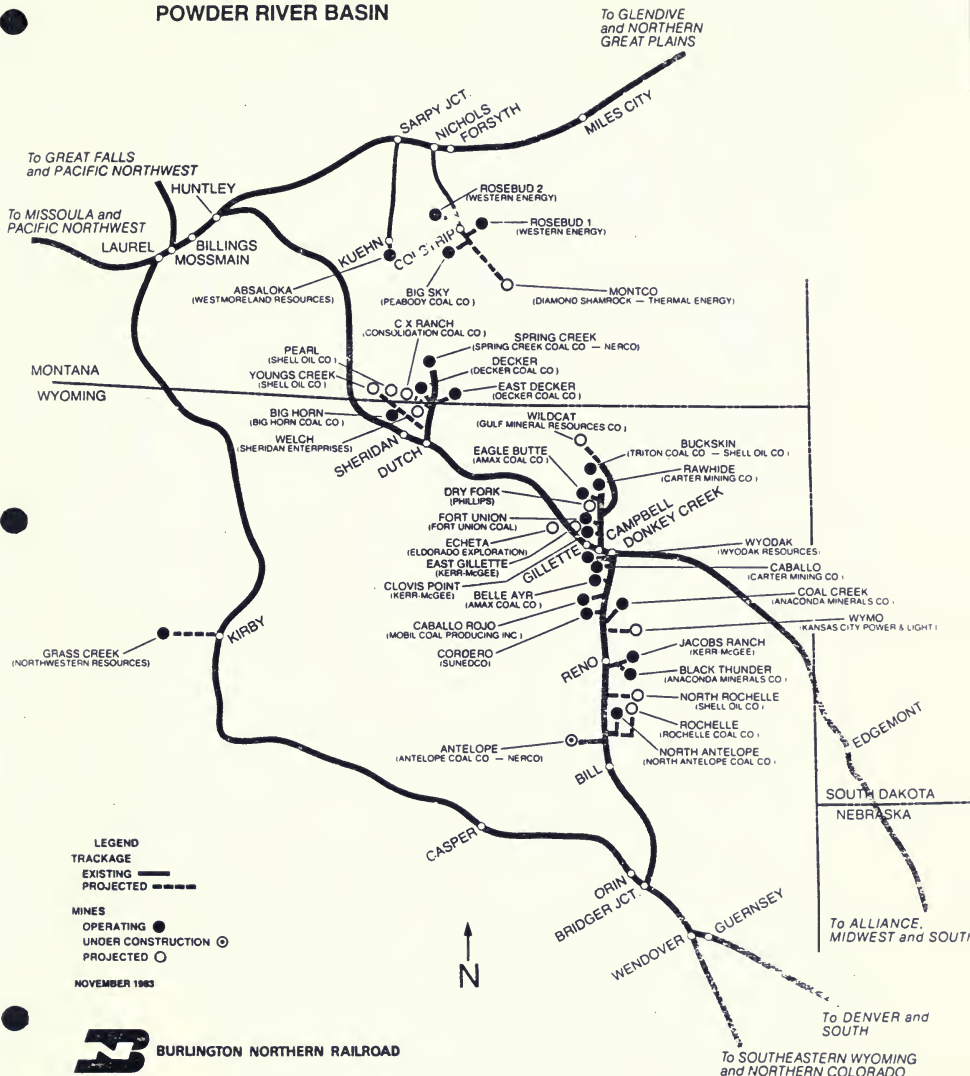 POWDER RIVER BASIN
To GLENDIVE
and NORTHERN
GREAT PLAINS
SARPY JCT.
NICHOLS
FORSYTH
MILES CITY
To GREAT FALLS
and PACIFIC NORTHWEST
HUNTLEY
To MISSOULA and
PACIFIC NORTHWEST
LAUREL
BILLINGS
MOSSMAIN
ROSEBUD 2
(WESTERN ENERGY)
ROSEBUD 1
(WESTERN ENERGY)
KUEHN
COLSTRIP
ABSALOKA
(WESTMORELAND RESOURCES)
BIG SKY
(PEABODY COAL CO)
MONTCO
(DIAMOND SHAMROCK — THERMAL ENERGY)
C X RANCH
(CONSOLIGATION COAL CO)
SPRING CREEK
(SPRING CREEK COAL CO — NERCO)
PEARL
(SHELL OIL CO)
DECKER
(DECKER COAL CO)
MONTANA
WYOMING
YOUNGS CREEK
(SHELL OIL CO)
EAST DECKER
(DECKER COAL CO)
BIG HORN
(BIG HORN COAL CO)
WELCH
(SHERIDAN ENTERPRISES)
SHERIDAN
DUTCH
WILDCAT
(GULF MINERAL RESOURCES CO)
EAGLE BUTTE
(AMAX COAL CO)
BUCKSKIN
(TRITON COAL CO — SHELL OIL CO)
RAWHIDE
(CARTER MINING CO)
DRY FORK
(PHILLIPS)
FORT UNION
(FORT UNION COAL)
CAMPBELL
DONKEY CREEK
ECHETA
(ELDORADO EXPLORATION)
EAST GILLETTE
(KERR-McGEE)
GILLETTE
WYODAK
(WYODAK RESOURCES)
CLOVIS POINT
(KERR-McGEE)
CABALLO
(CARTER MINING CO)
BELLE AYR
(AMAX COAL CO)
COAL CREEK
(ANACONDA MINERALS CO)
CABALLO ROJO
(MOBIL COAL PRODUCING INC)
WYMO
(KANSAS CITY POWER & LIGHT)
CORDERO
(SUNEDCO)
KIRBY
GRASS CREEK
(NORTHWESTERN RESOURCES)
RENO
JACOBS RANCH
(KERR McGEE)
BLACK THUNDER
(ANACONDA MINERALS CO)
NORTH ROCHELLE
(SHELL OIL CO)
ROCHELLE
(ROCHELLE COAL CO)
NORTH ANTELOPE
(NORTH ANTELOPE COAL CO)
ANTELOPE
(ANTELOPE COAL CO — NERCO)
BILL
EDGEMONT
SOUTH DAKOTA
NEBRASKA
CASPER
ORIN
BRIDGER JCT.
WENDOVER
GUERNSEY
To ALLIANCE,
MIDWEST and SOUTH
To DENVER and
SOUTH
To SOUTHEASTERN WYOMING
and NORTHERN COLORADO
LEGEND
TRACKAGE
EXISTING
PROJECTED
MINES
OPERATING
UNDER CONSTRUCTION
PROJECTED
NOVEMBER 1983
N
BN BURLINGTON NORTHERN RAILROAD